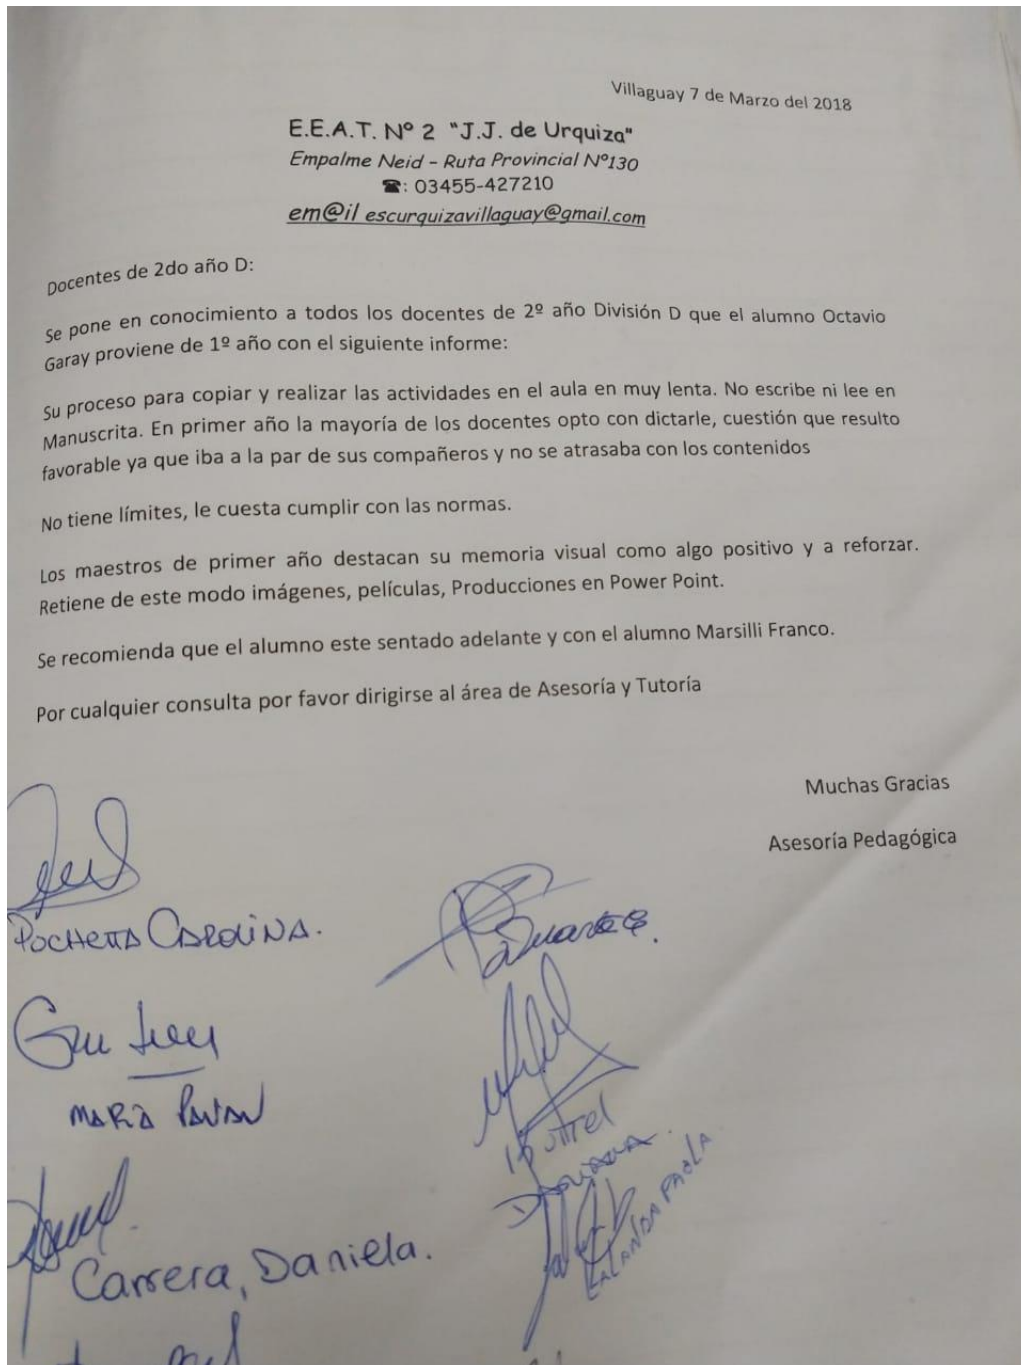 Villaguay 7 de Marzo del 2018
E.E.A.T. Nº 2 "J.J. de Urquiza"
Empalme Neid - Ruta Provincial Nº130
☎: 03455-427210
em@il escurquizavillaguay@gmail.com
Docentes de 2do año D:
Se pone en conocimiento a todos los docentes de 2º año División D que el alumno Octavio
Garay proviene de 1º año con el siguiente informe:
Su proceso para copiar y realizar las actividades en el aula en muy lenta. No escribe ni lee en
Manuscrita. En primer año la mayoría de los docentes opto con dictarle, cuestión que resulto
favorable ya que iba a la par de sus compañeros y no se atrasaba con los contenidos
No tiene límites, le cuesta cumplir con las normas.
Los maestros de primer año destacan su memoria visual como algo positivo y a reforzar.
Retiene de este modo imágenes, películas, Producciones en Power Point.
Se recomienda que el alumno este sentado adelante y con el alumno Marsilli Franco.
Por cualquier consulta por favor dirigirse al área de Asesoría y Tutoría
Muchas Gracias
Asesoría Pedagógica
POCHETTA CAROLINA.
MARÍA
Carrera, Daniela.
PAOLA